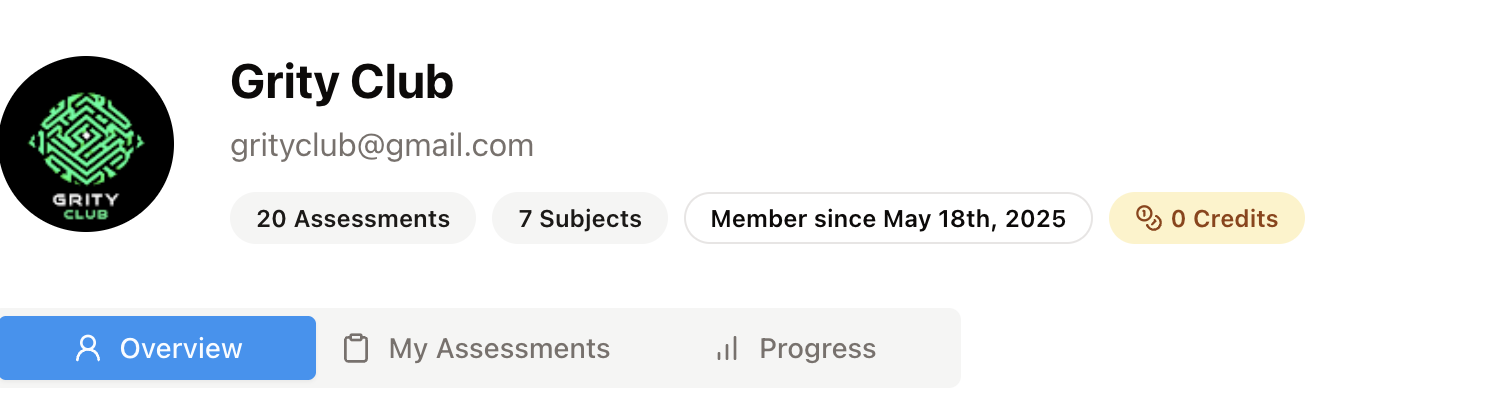 GRITY
CLUB
Grity Club
grityclub@gmail.com
20 Assessments
7 Subjects
Member since May 18th, 2025
0 Credits
Overview
My Assessments
Progress